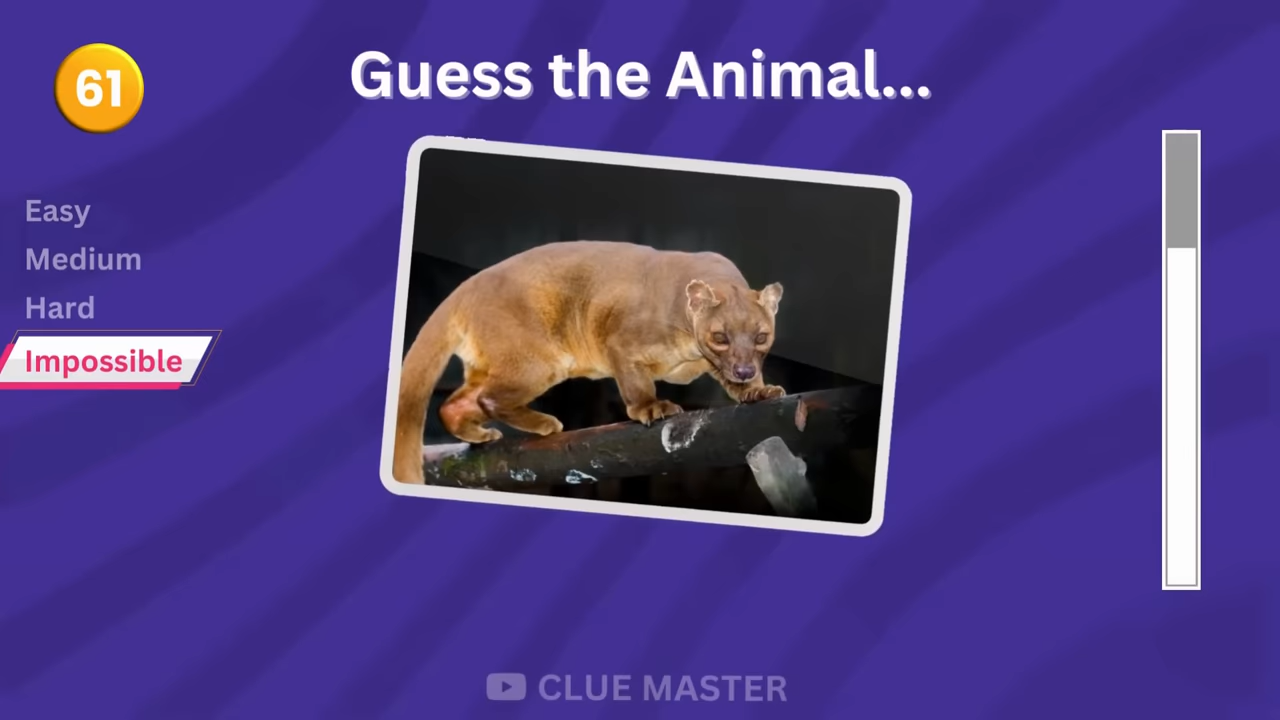 61
Guess the Animal...
Easy
Medium
Hard
Impossible
CLUE MASTER